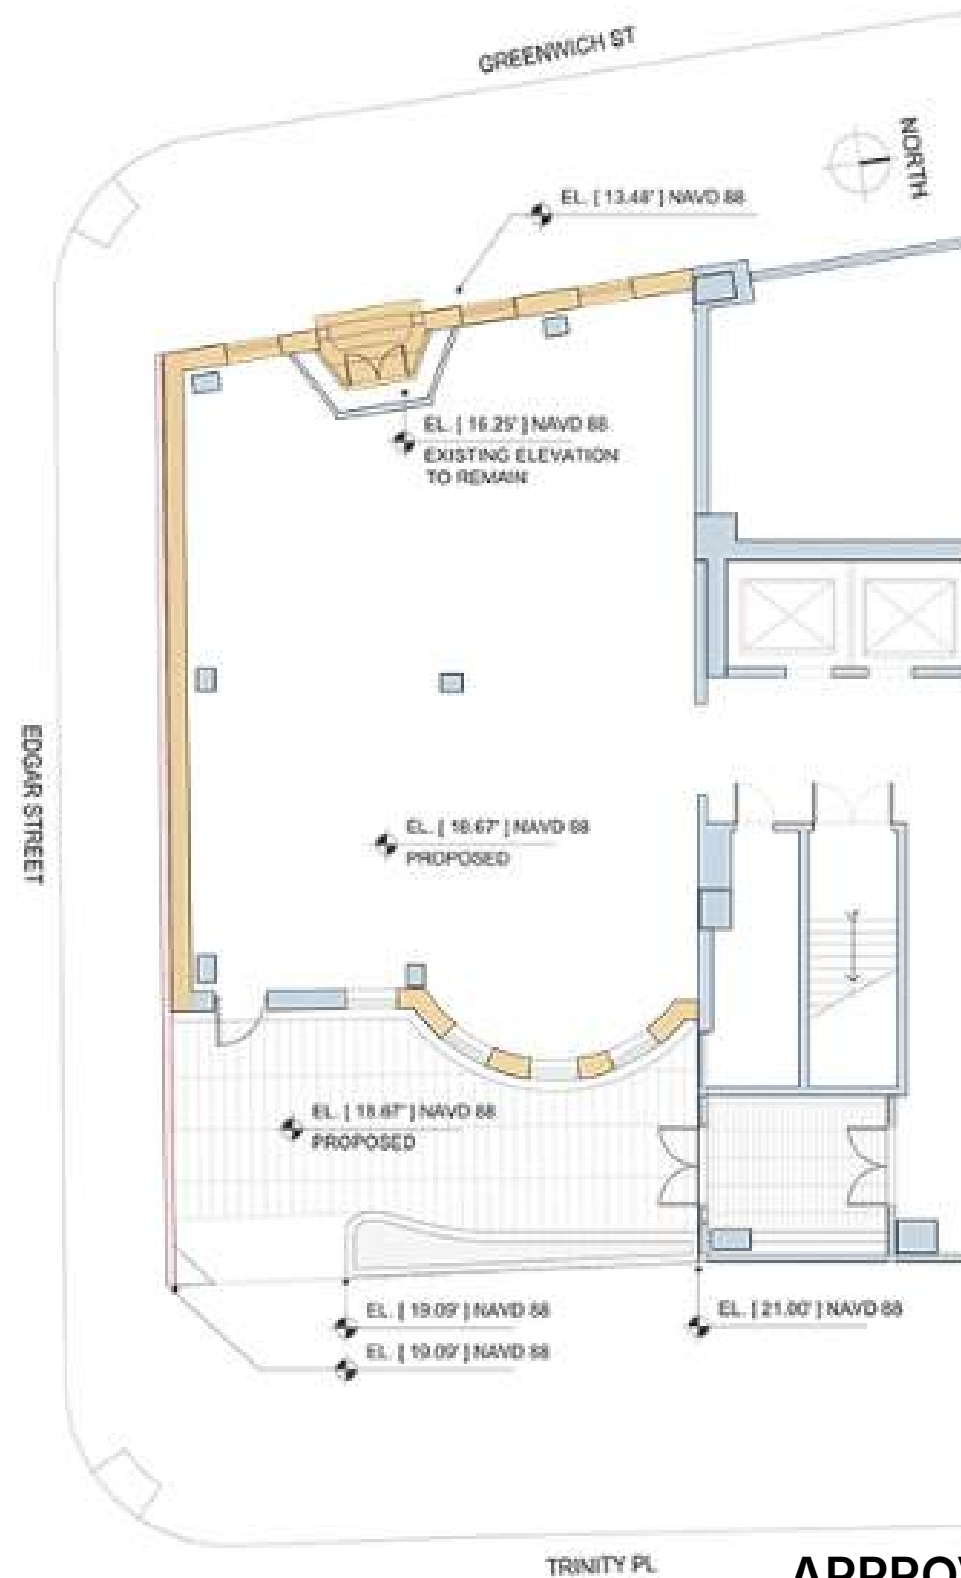 GREENWICH ST
NORTH
EL. [ 13.48' ] NAVD 88
EL. [ 16.25' ] NAVD 88
EXISTING ELEVATION
TO REMAIN
EDGAR STREET
EL. [ 18.67' ] NAVD 88
PROPOSED
EL. [ 18.67' ] NAVD 88
PROPOSED
EL. [ 19.09' ] NAVD 88
EL. [ 21.00' ] NAVD 88
EL. [ 19.09' ] NAVD 88
TRINITY PL